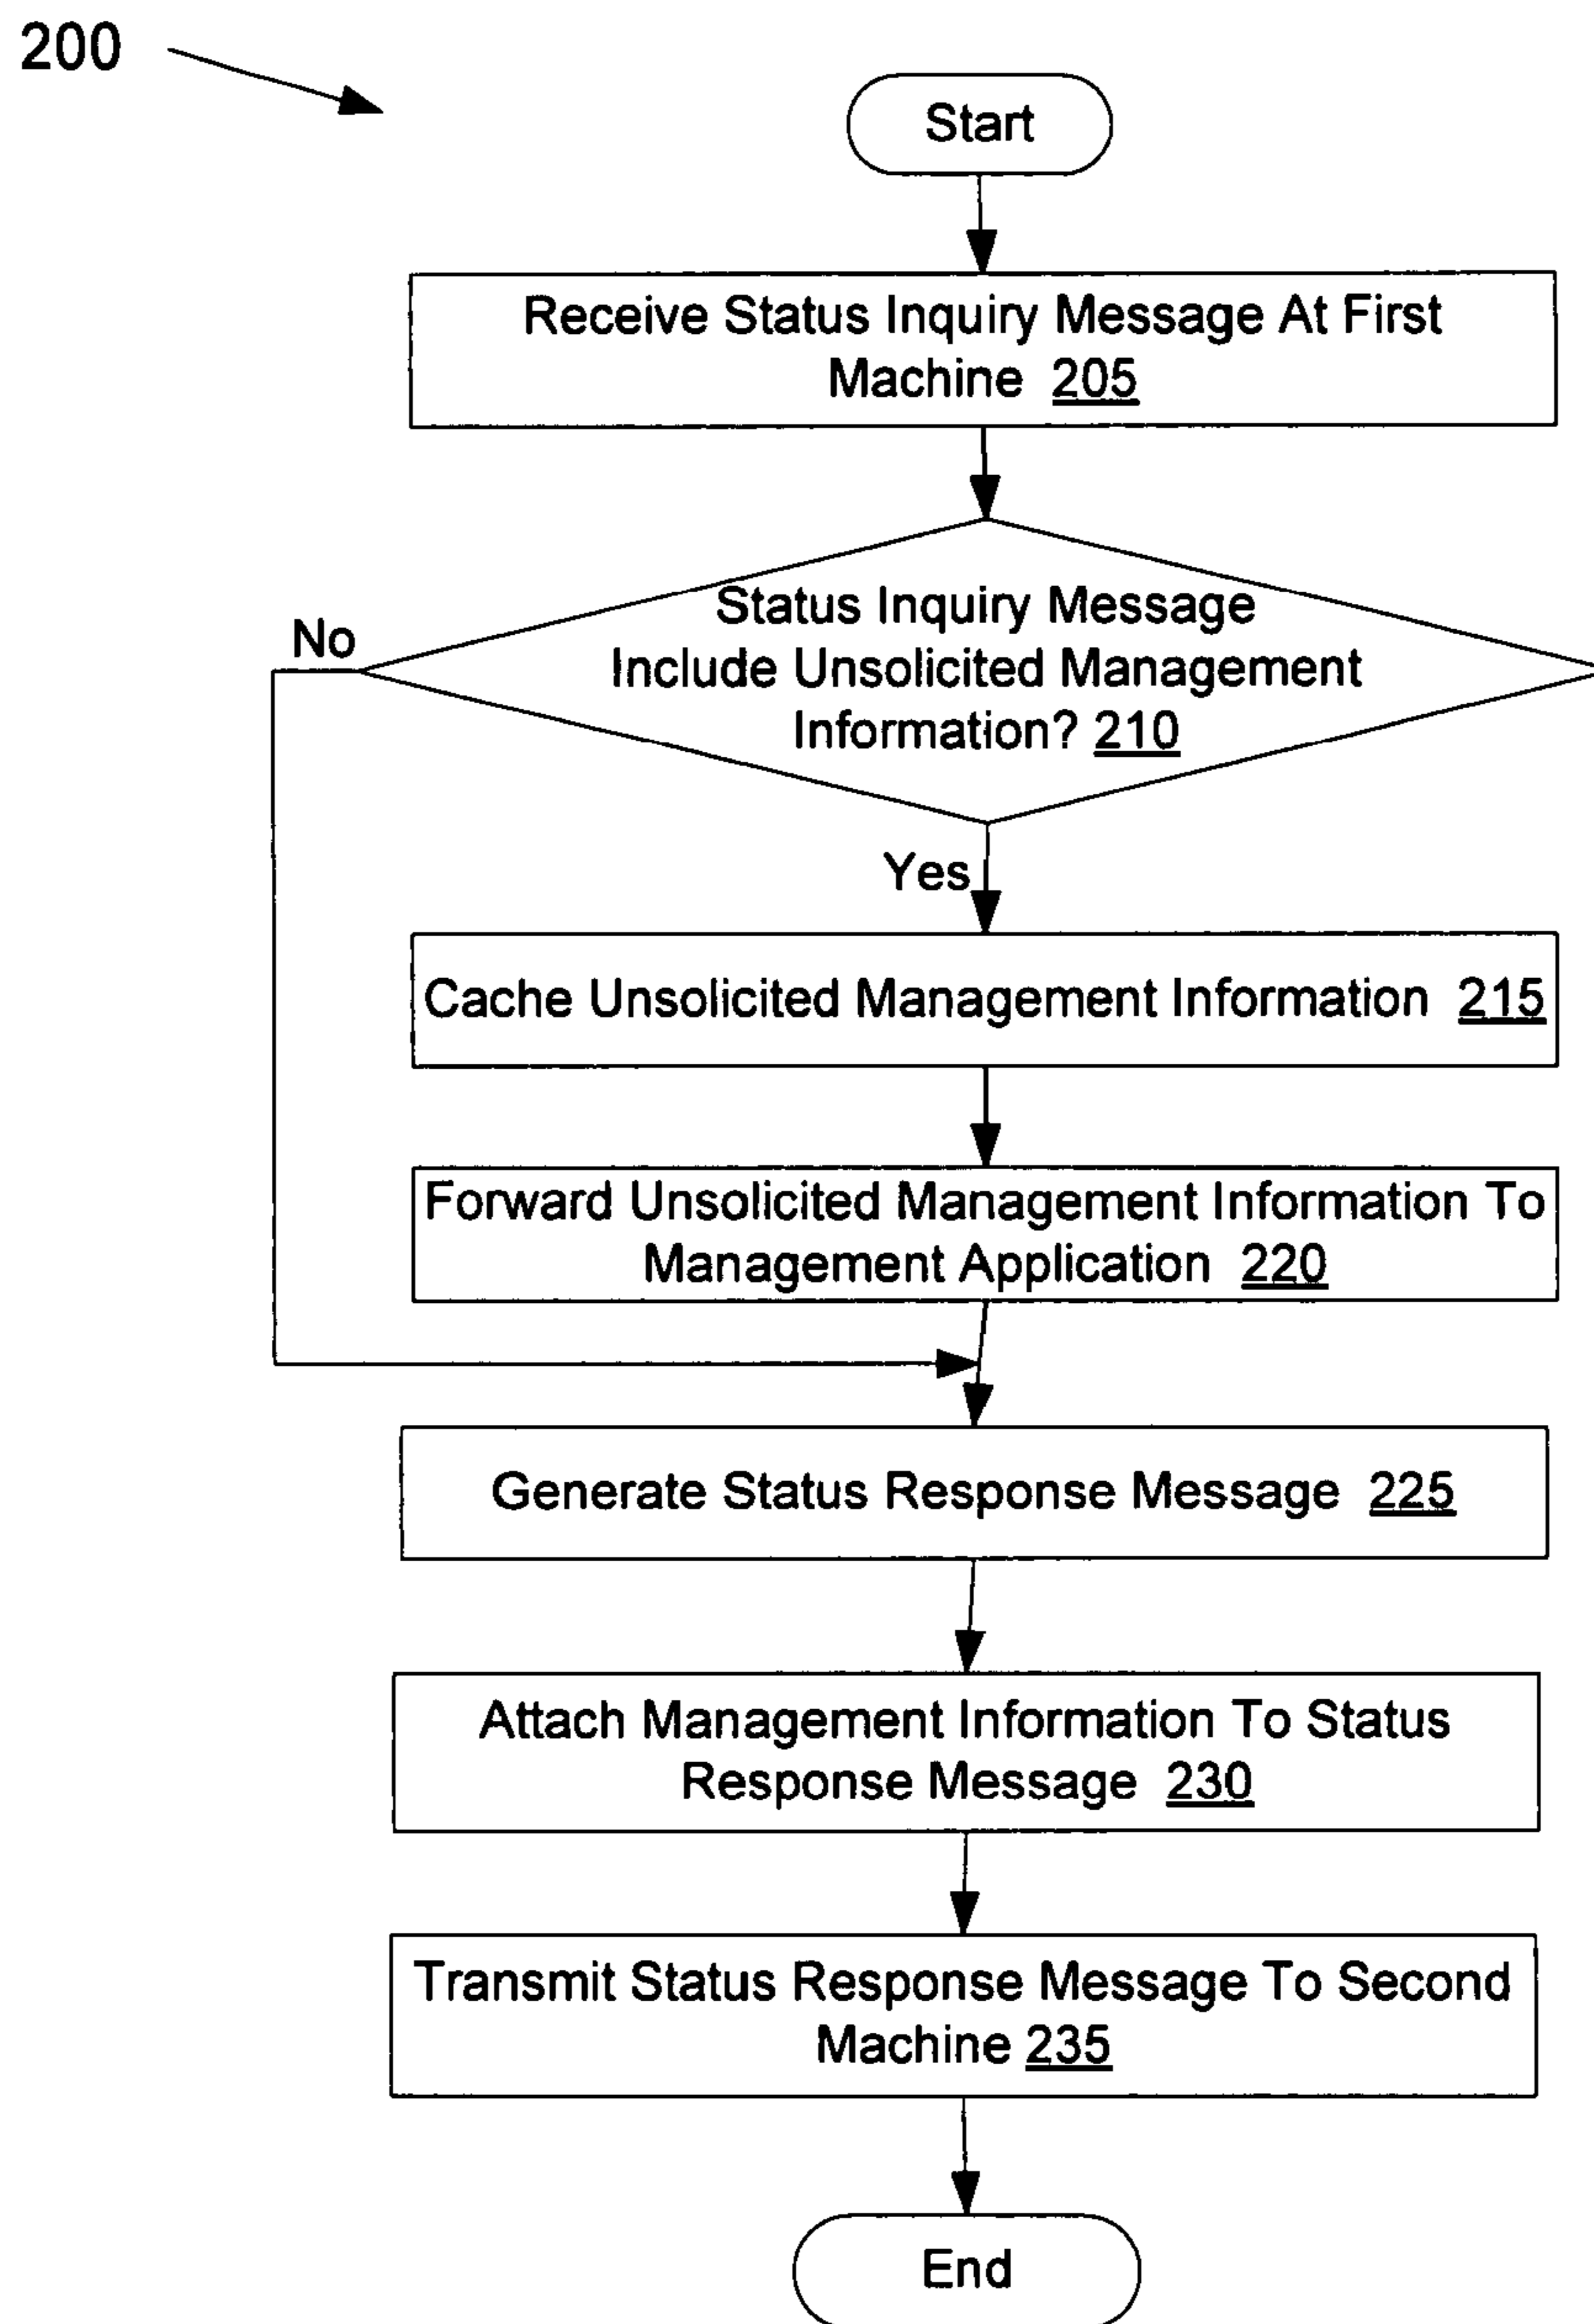 200
Start
Receive Status Inquiry Message At First
Machine 205
Status Inquiry Message
Include Unsolicited Management
Information? 210
No
Yes
Cache Unsolicited Management Information 215
Forward Unsolicited Management Information To
Management Application 220
Generate Status Response Message 225
Attach Management Information To Status
Response Message 230
Transmit Status Response Message To Second
Machine 235
End